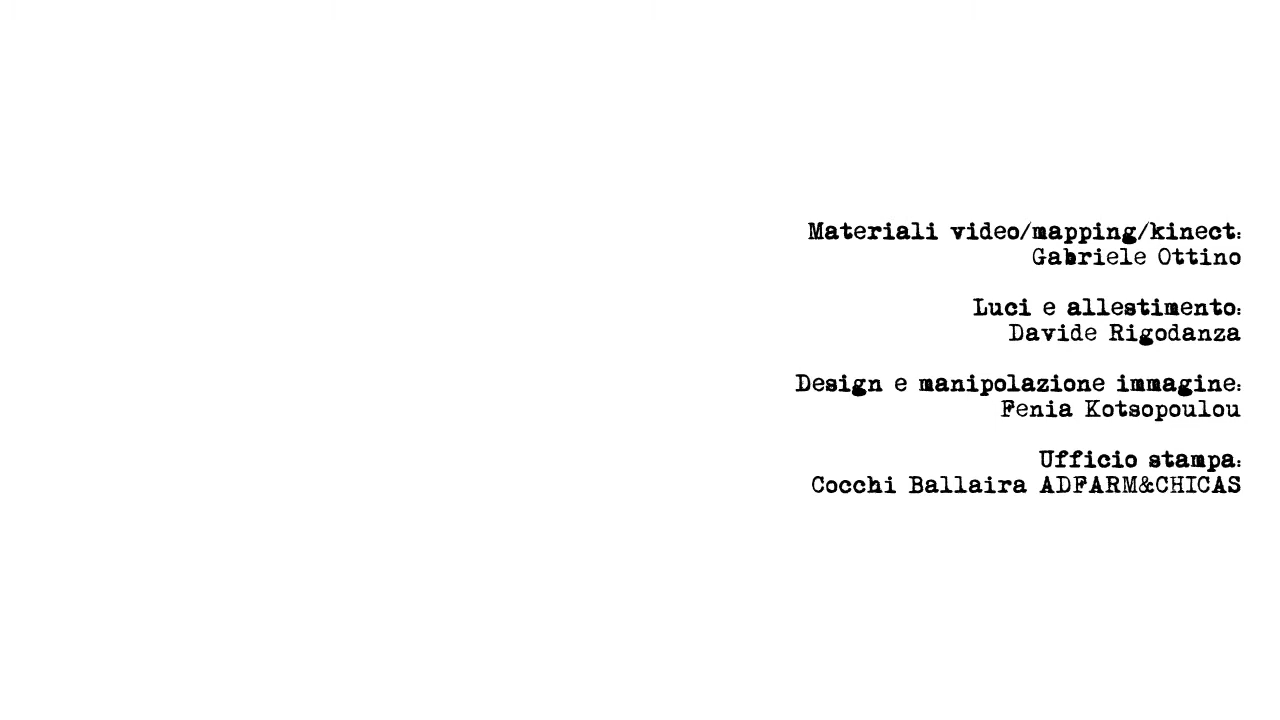 Materiali video/mapping/kinect:
Gabriele Ottino
Luci e allestimento:
Davide Rigodanza
Design e manipolazione immagine:
Fenia Kotsopoulou
Ufficio stampa:
Cocchi Ballaira ADFARM&CHICAS